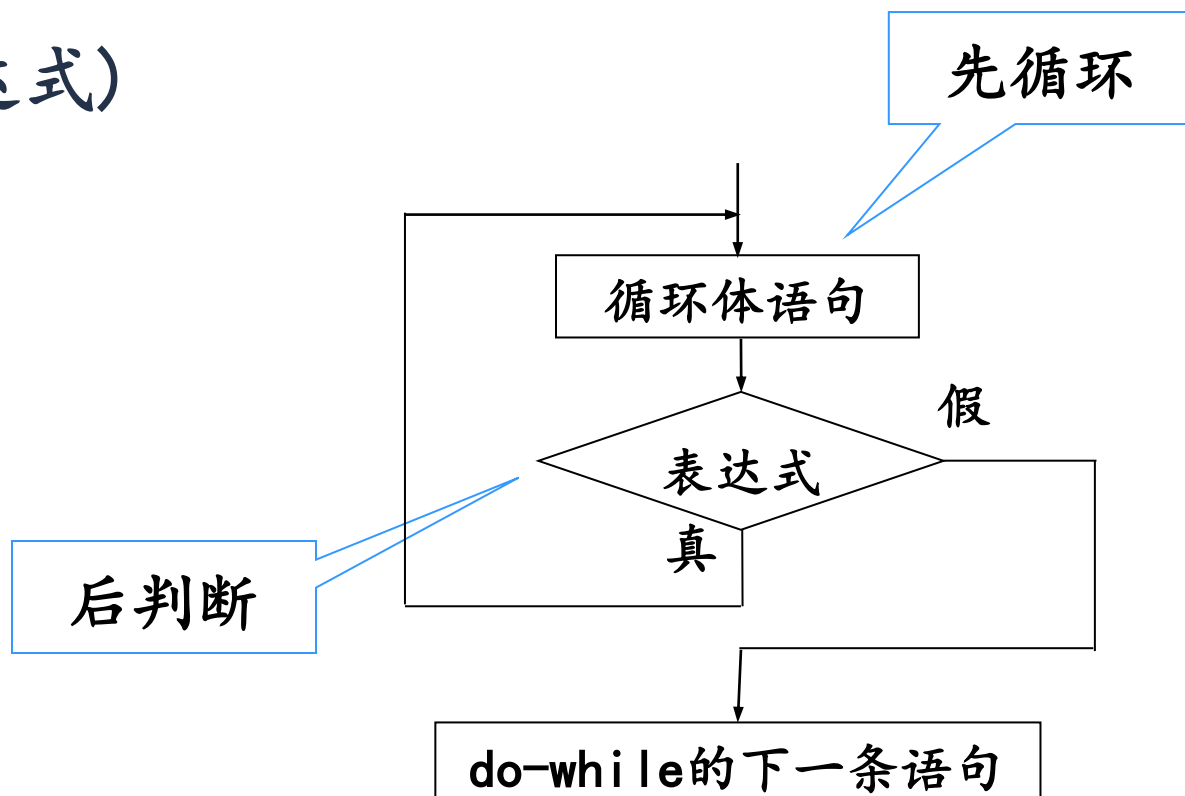 达式)
先循环
循环体语句
假
表达式
真
后判断
do-while的下一条语句